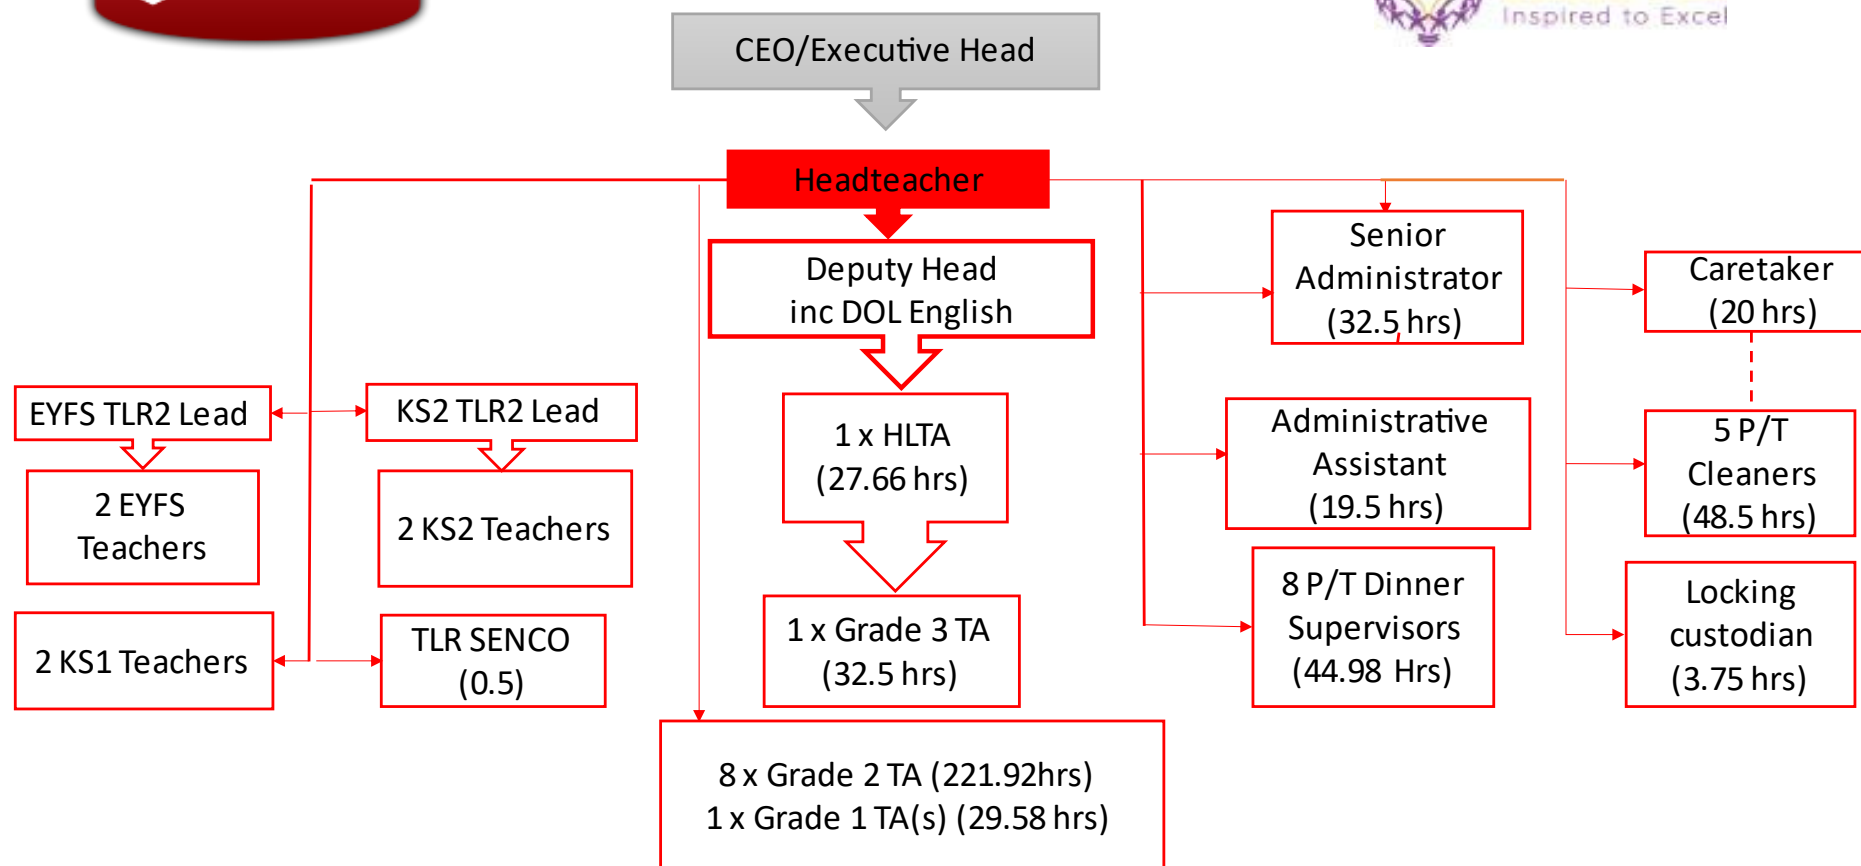 Inspired to Excel
CEO/Executive Head
Headteacher
Deputy Head
inc DOL English
Senior
Administrator
(32.5 hrs)
Caretaker
(20 hrs)
EYFS TLR2 Lead
KS2 TLR2 Lead
1 x HLTA
(27.66 hrs)
Administrative
Assistant
(19.5 hrs)
5 P/T
Cleaners
(48.5 hrs)
2 EYFS
Teachers
2 KS2 Teachers
8 P/T Dinner
Supervisors
(44.98 Hrs)
Locking
custodian
(3.75 hrs)
2 KS1 Teachers
TLR SENCO
(0.5)
1 x Grade 3 TA
(32.5 hrs)
8 x Grade 2 TA (221.92hrs)
1 x Grade 1 TA(s) (29.58 hrs)